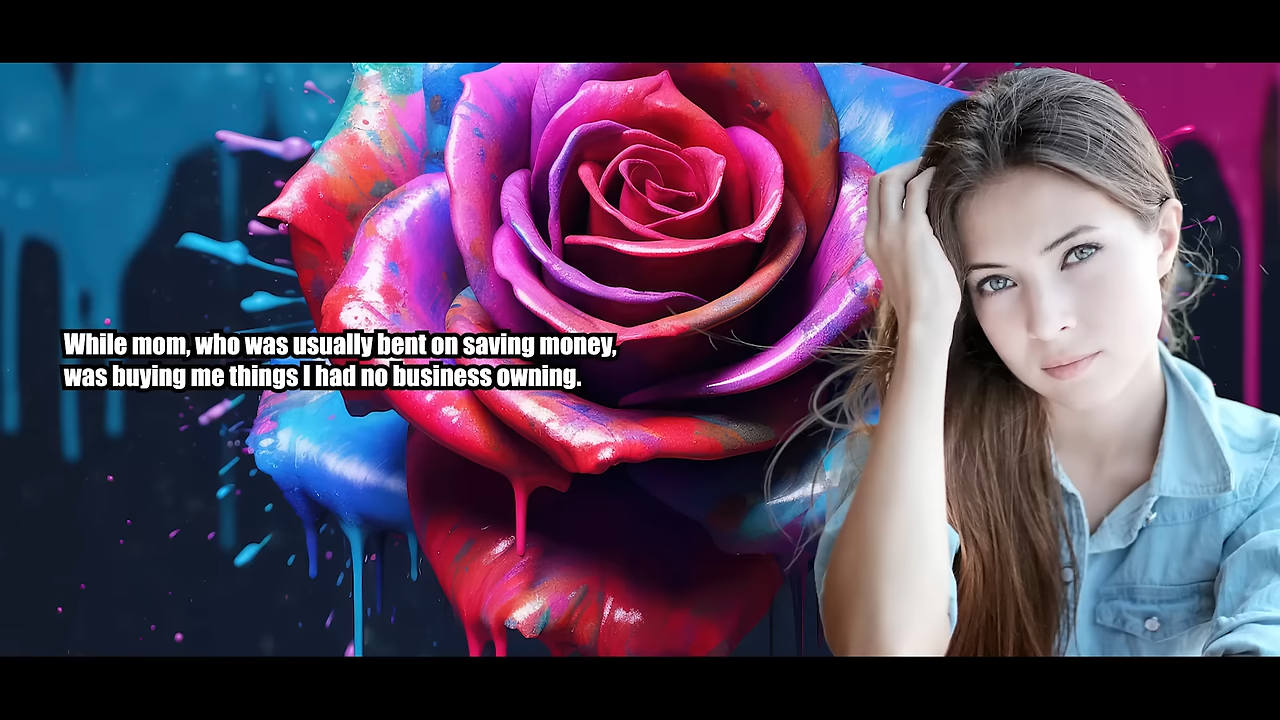 While mom, who was usually bent on saving money,
was buying me things I had no business owning.